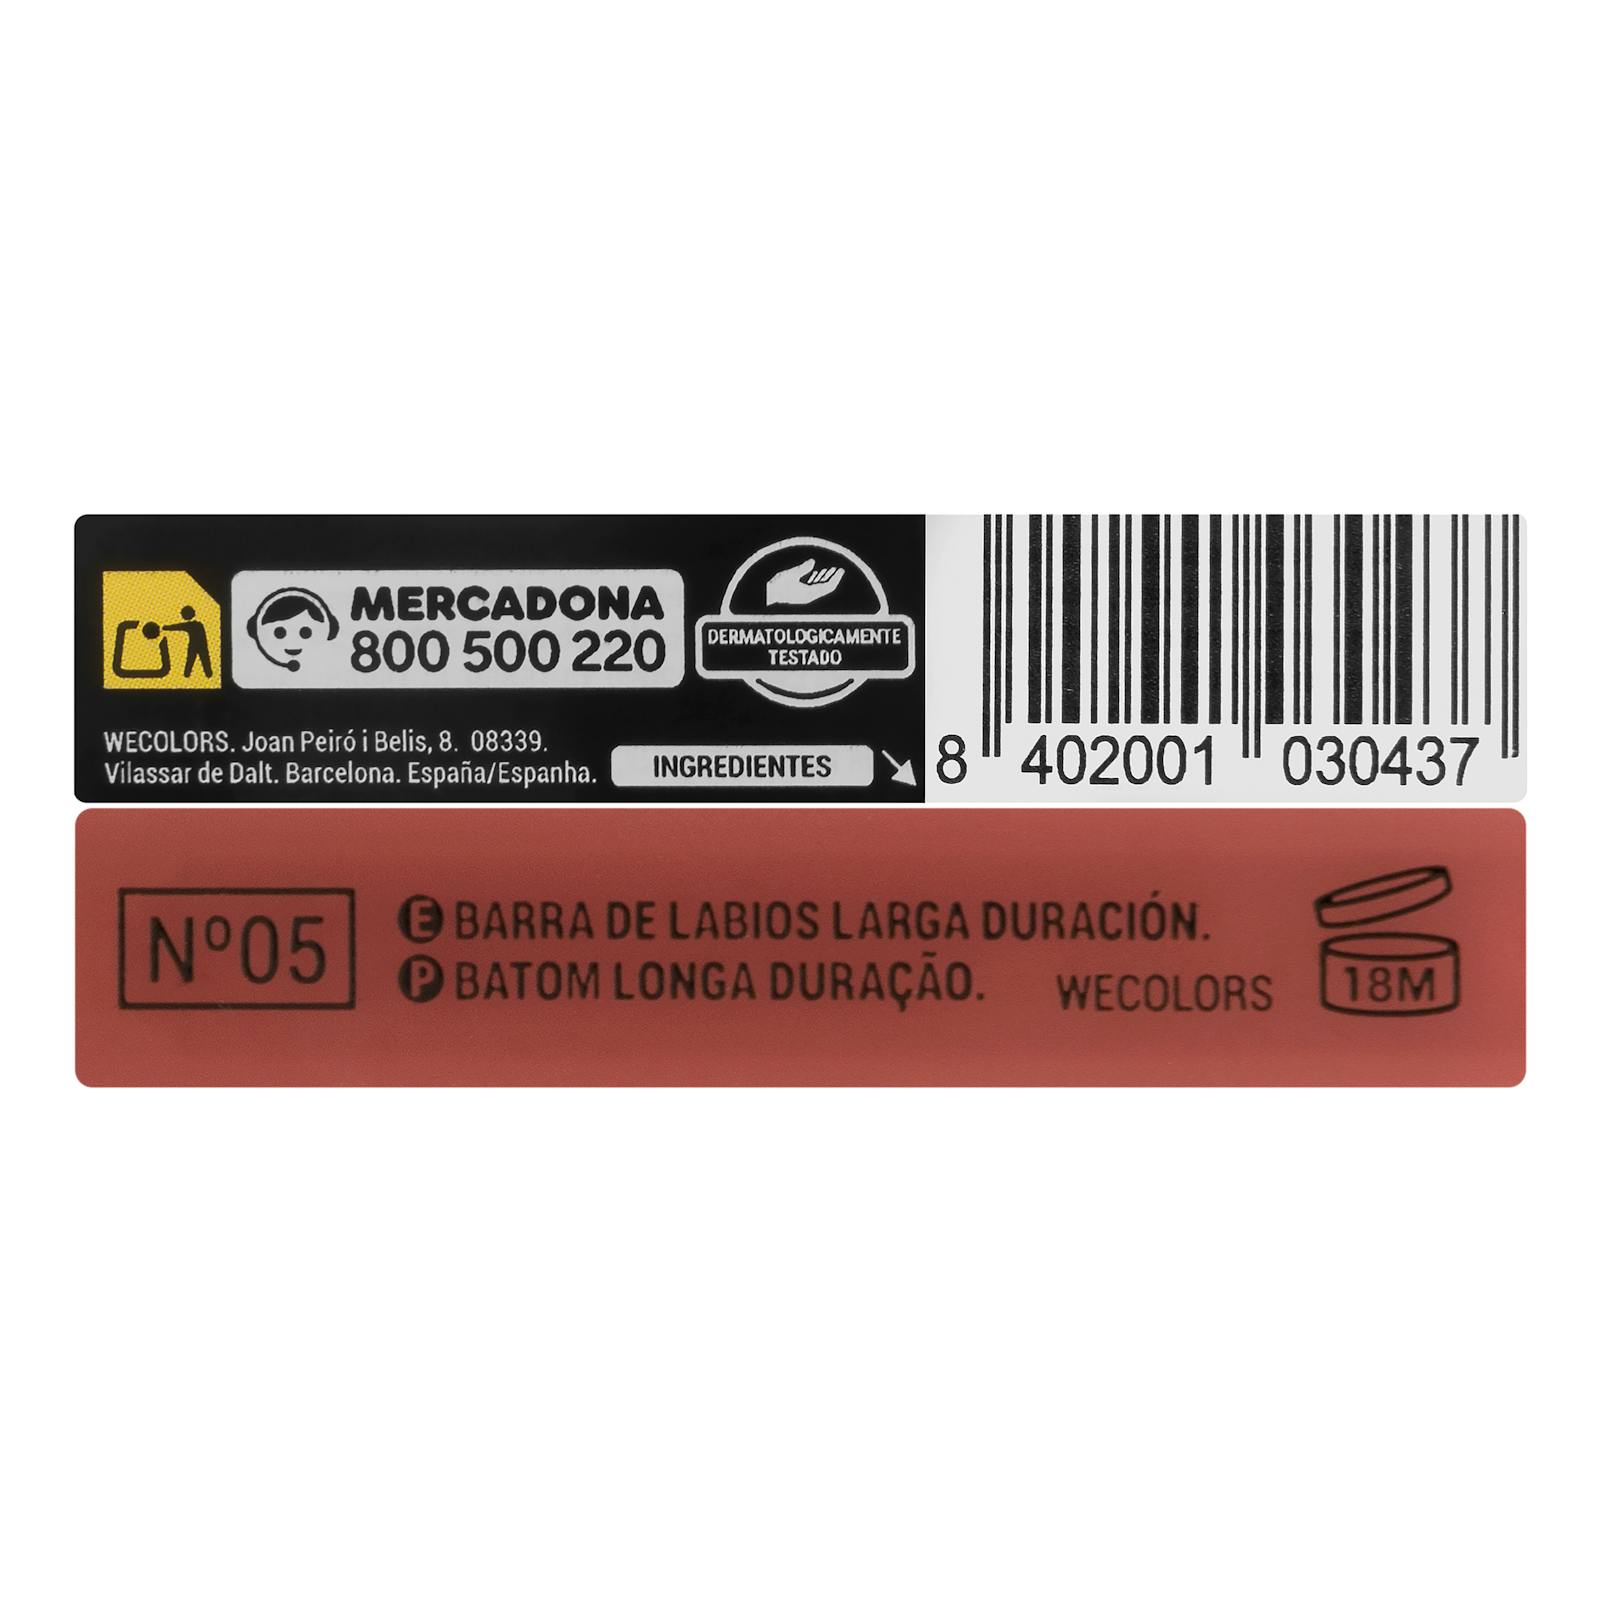 MERCADONA
800 500 220
DERMATOLOGICAMENTE
TESTADO
WECOLORS. Joan Peiró i Belis, 8. 08339.
Vilassar de Dalt. Barcelona. España/Espanha.
INGREDIENTES
8 402001 030437
Nº05
E BARRA DE LABIOS LARGA DURACIÓN.
P BATOM LONGA DURAÇÃO.
WECOLORS
18M